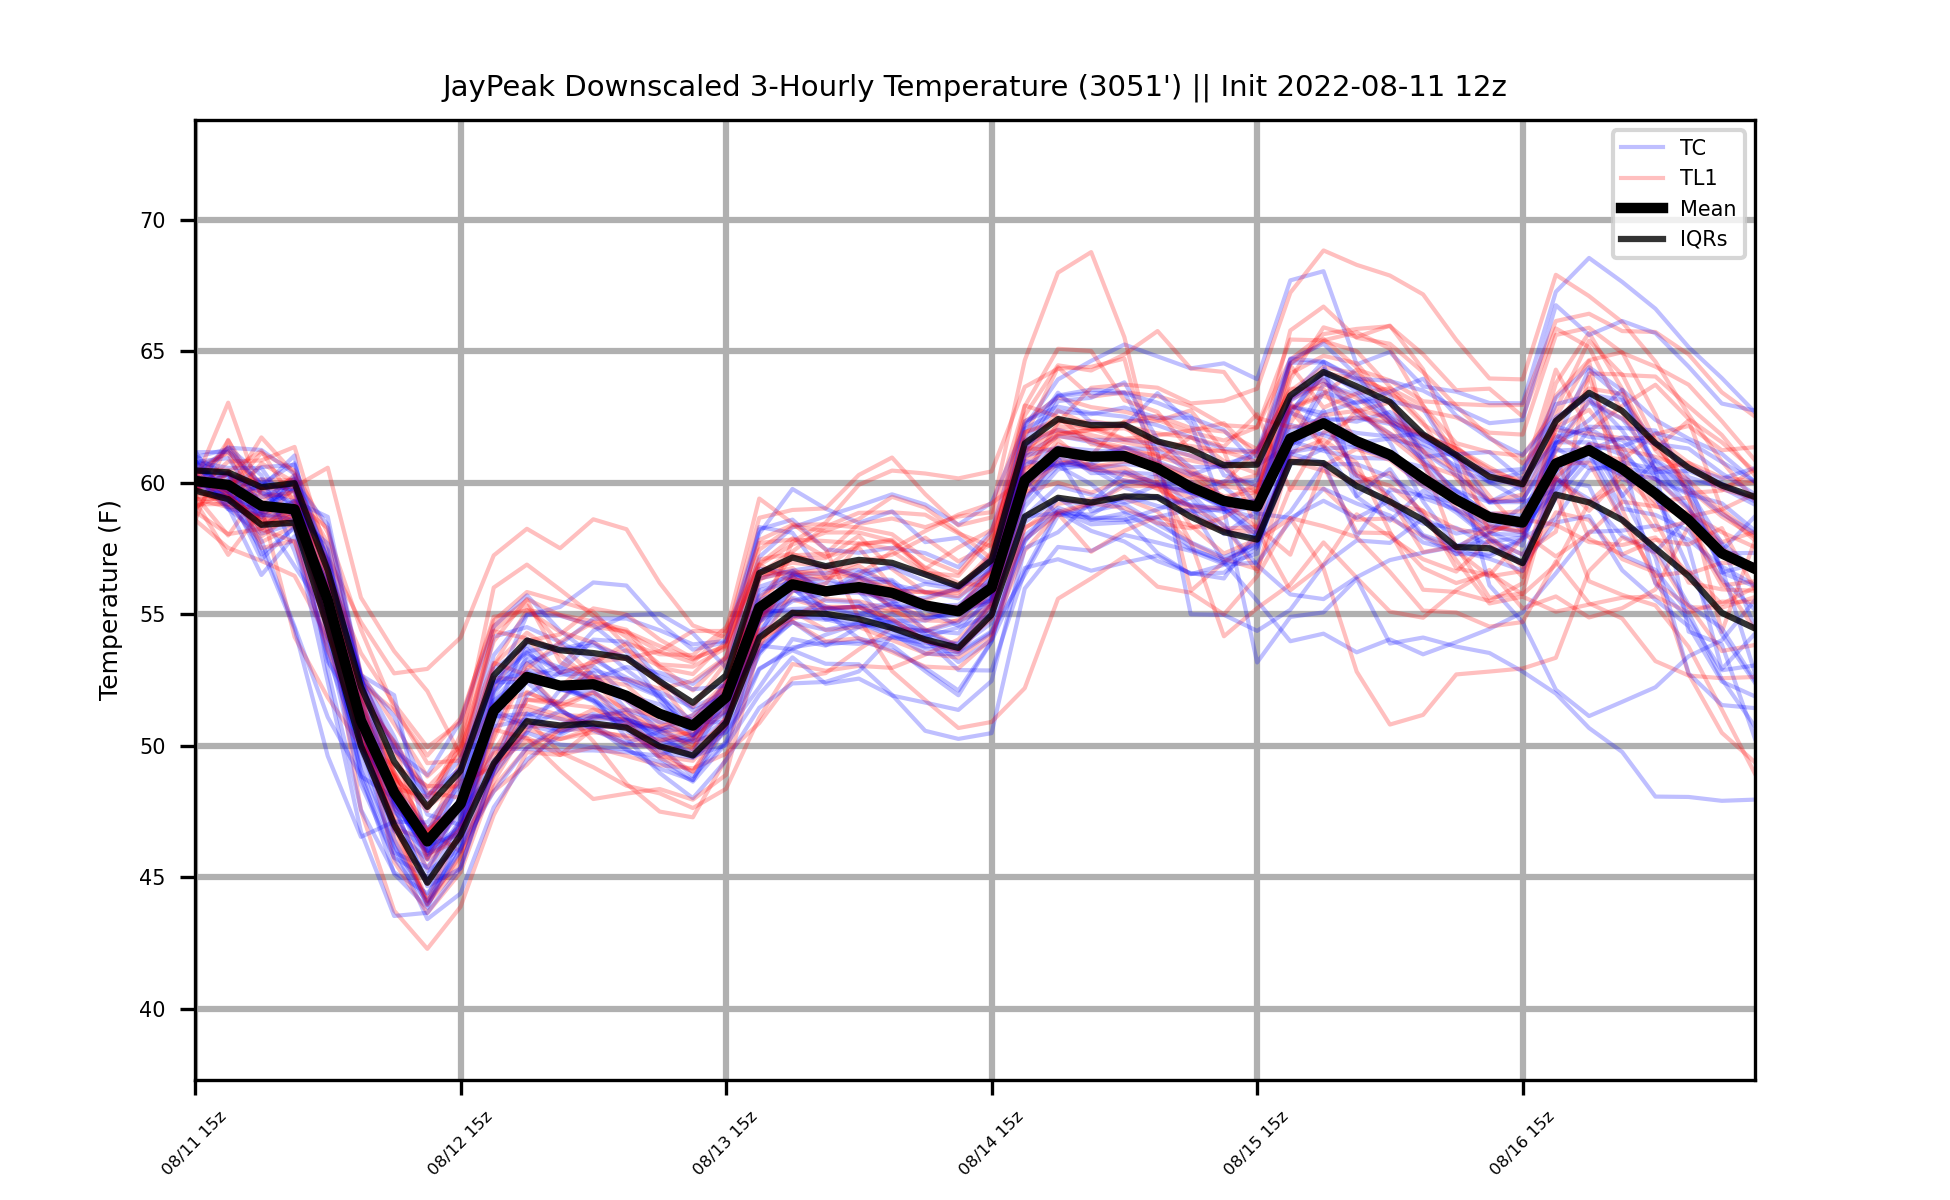 JayPeak Downscaled 3-Hourly Temperature (3051') || Init 2022-08-11 12z
TC
TL1
Mean
IQRs
Temperature (F)
70
65
60
55
50
45
40
08/11 15z
08/12 15z
08/13 15z
08/14 15z
08/15 15z
08/16 15z